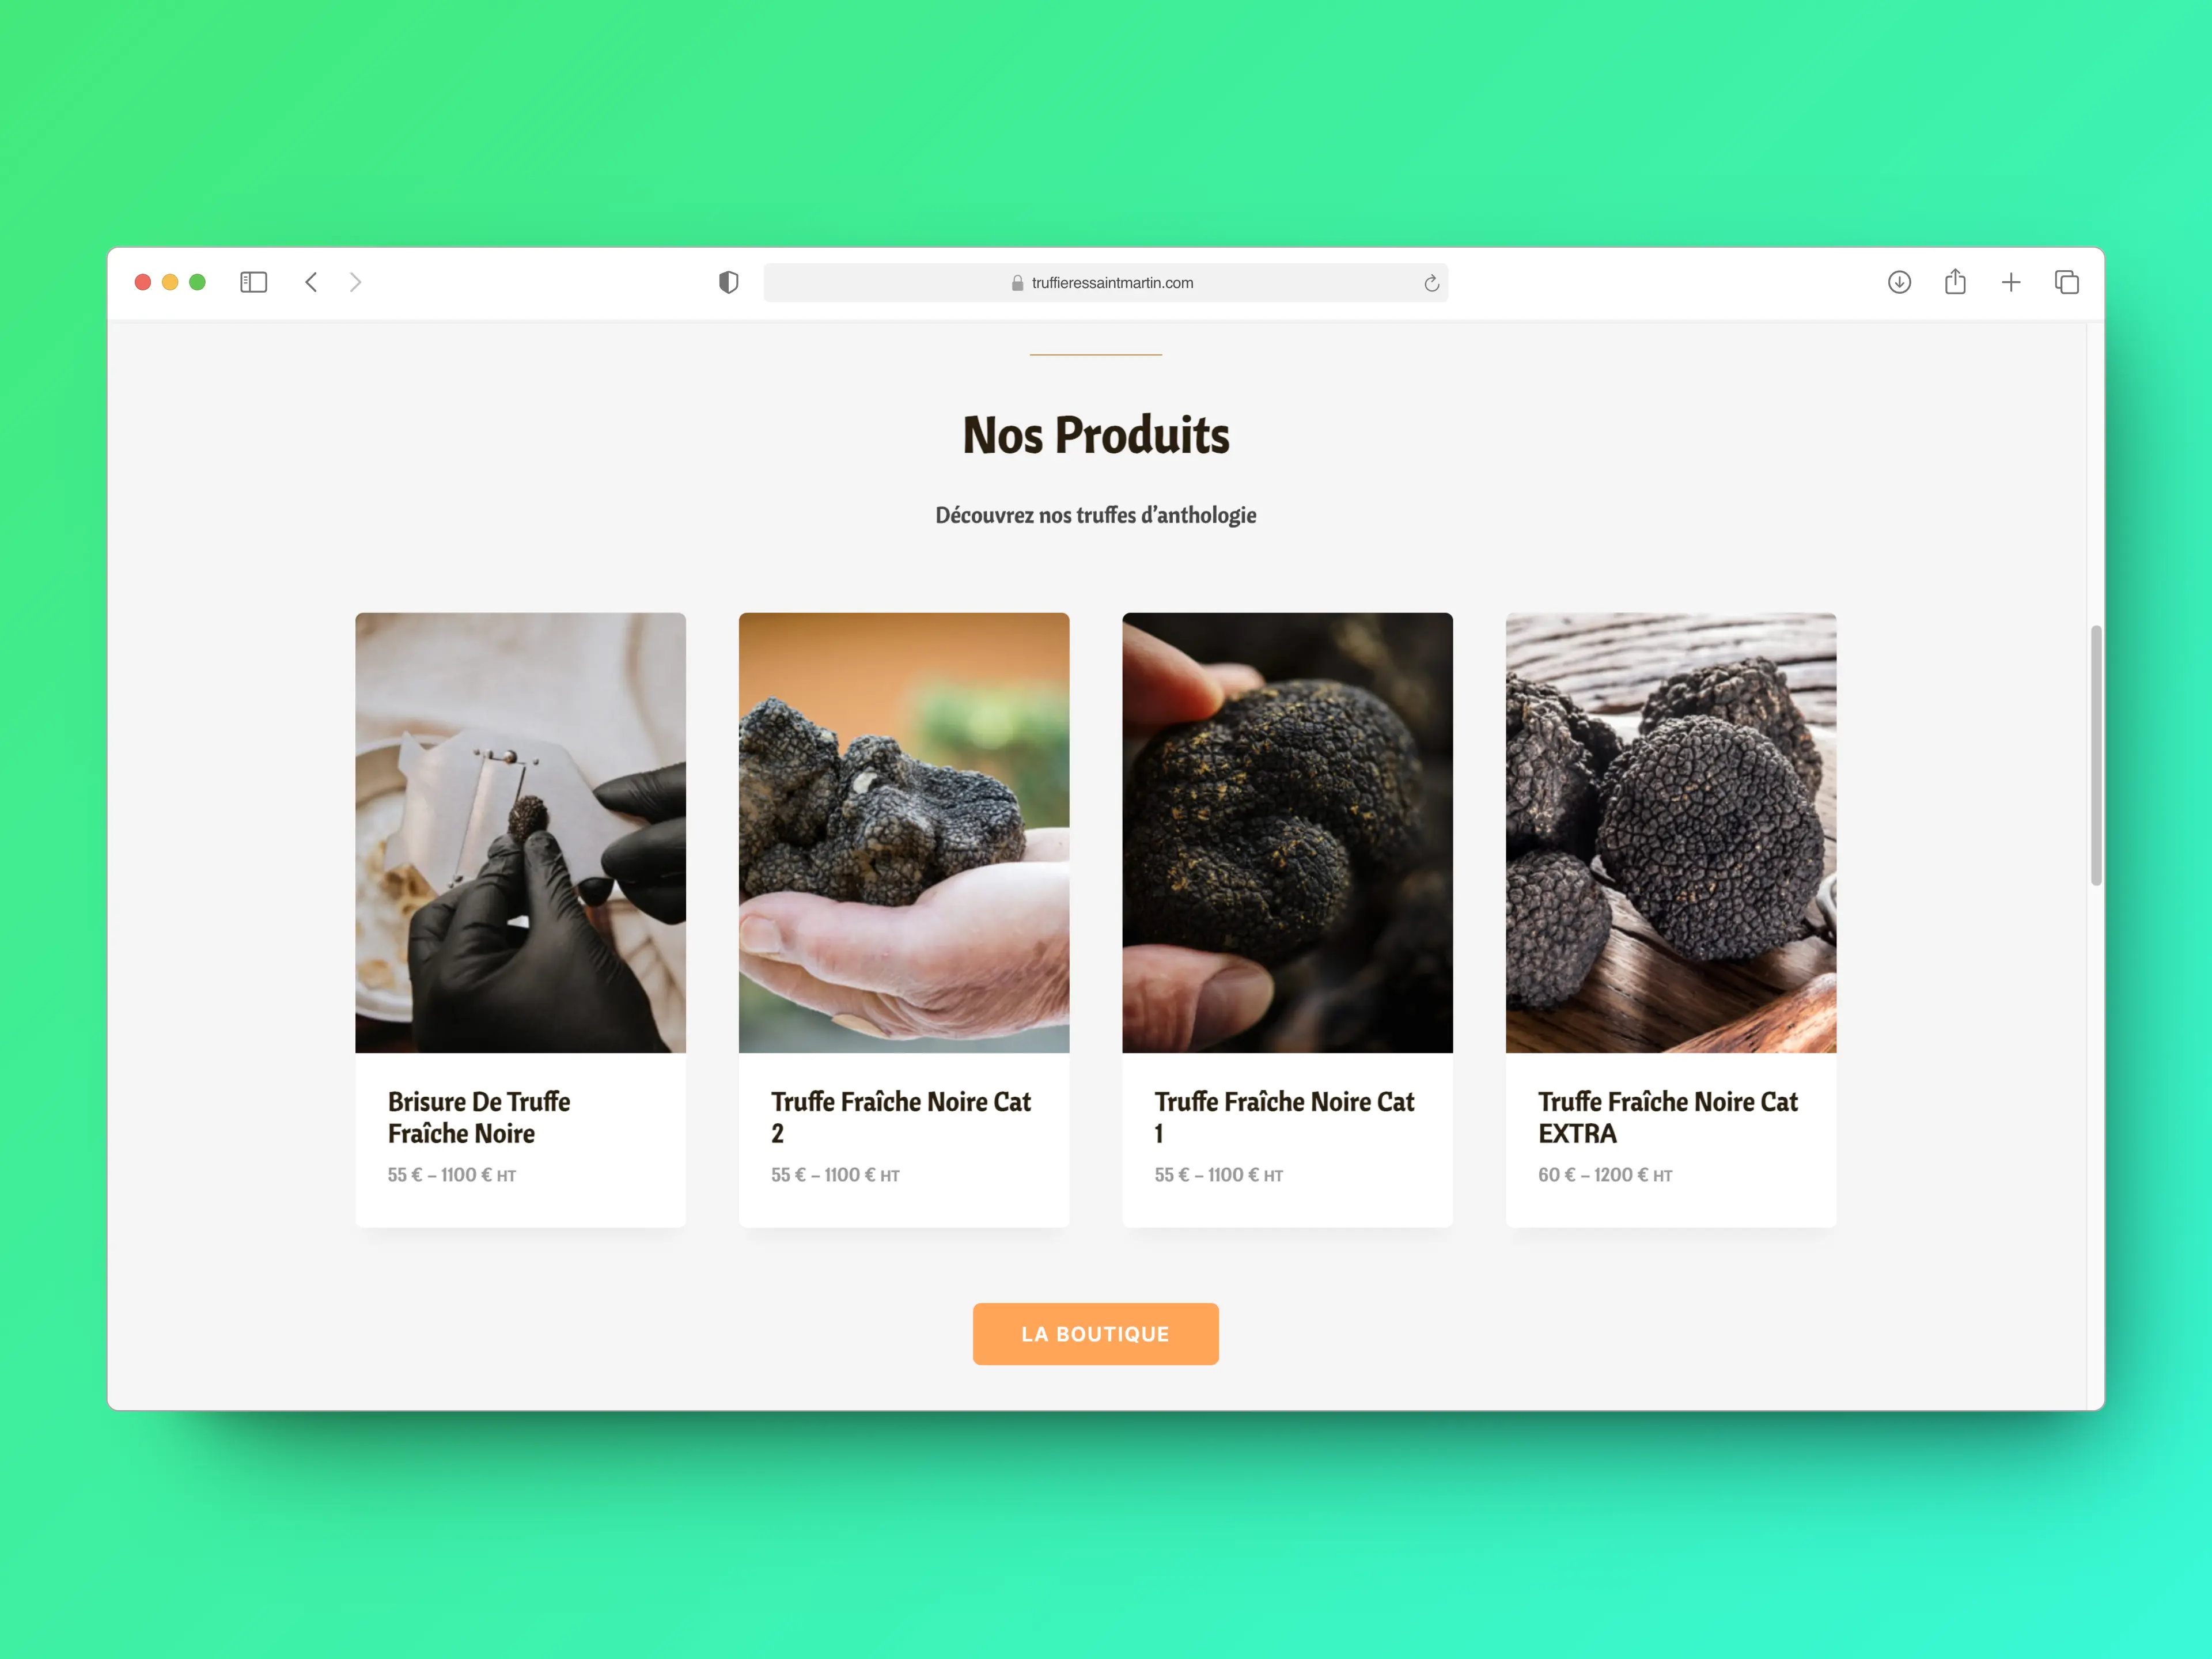 truffieressaintmartin.com
Nos Produits
Découvrez nos truffes d’anthologie
Brisure De Truffe
Fraîche Noire
55 € – 1100 € HT
Truffe Fraîche Noire Cat
2
55 € – 1100 € HT
Truffe Fraîche Noire Cat
1
55 € – 1100 € HT
Truffe Fraîche Noire Cat
EXTRA
60 € – 1200 € HT
LA BOUTIQUE